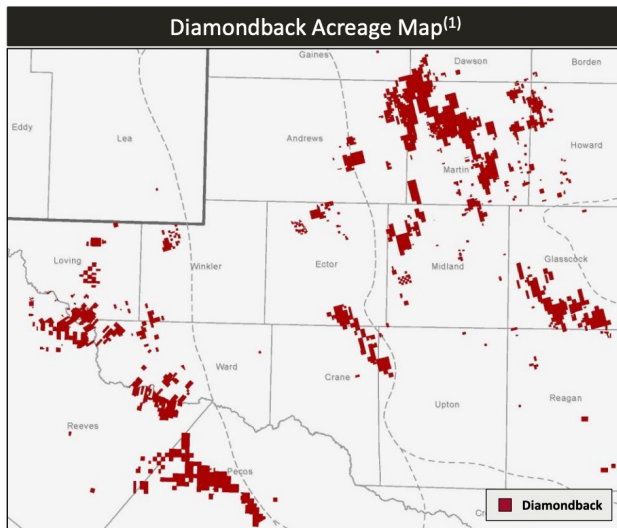 Diamondback Acreage Map(1)
Gaines
Dawson
Borden
Eddy
Lea
Andrews
Martin
Howard
Loving
Winkler
Ector
Midland
Glasscock
Ward
Crane
Upton
Reagan
Reeves
Pecos
Diamondback